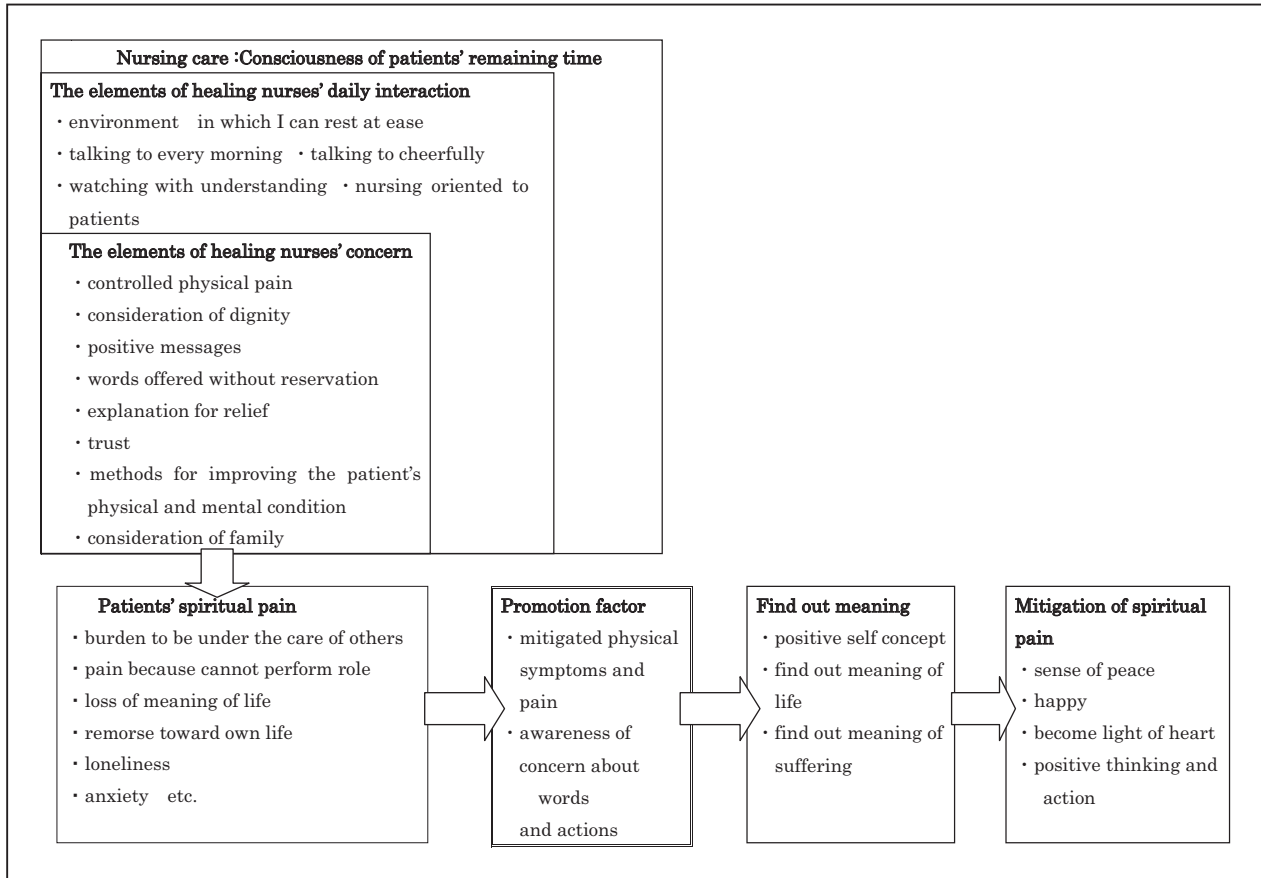 Nursing care :Consciousness of patients’ remaining time
The elements of healing nurses’ daily interaction
・environment in which I can rest at ease
・talking to every morning ・talking to cheerfully
・watching with understanding ・nursing oriented to
patients
The elements of healing nurses’ concern
・controlled physical pain
・consideration of dignity
・positive messages
・words offered without reservation
・explanation for relief
・trust
・methods for improving the patient’s
physical and mental condition
・consideration of family
Patients’ spiritual pain
・burden to be under the care of others
・pain because cannot perform role
・loss of meaning of life
・remorse toward own life
・loneliness
・anxiety etc.
Promotion factor
・mitigated physical
symptoms and
pain
・awareness of
concern about
words
and actions
Find out meaning
・positive self concept
・find out meaning of
life
・find out meaning of
suffering
Mitigation of spiritual
pain
・sense of peace
・happy
・become light of heart
・positive thinking and
action